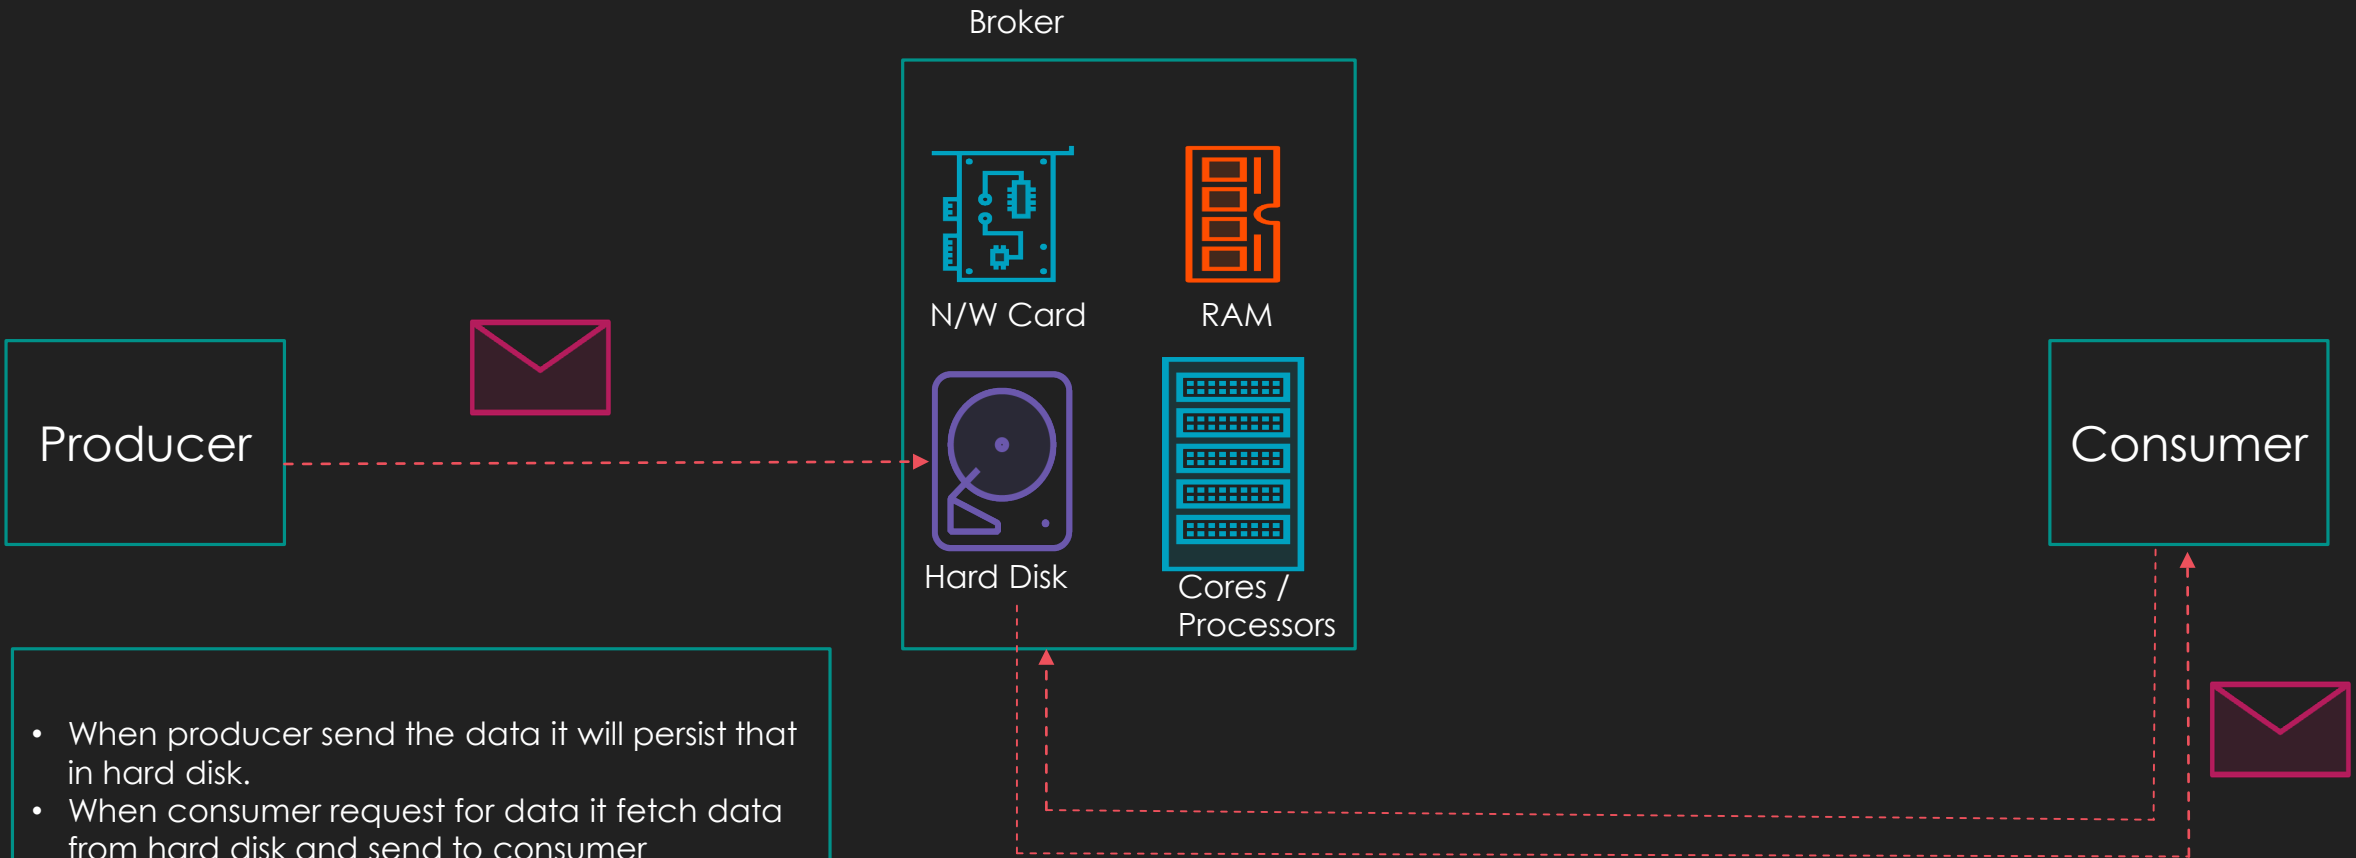 Broker
N/W Card
RAM
Producer
Consumer
Hard Disk
Cores /
Processors
• When producer send the data it will persist that
in hard disk.
• When consumer request for data it fetch data
from hard disk and send to consumer